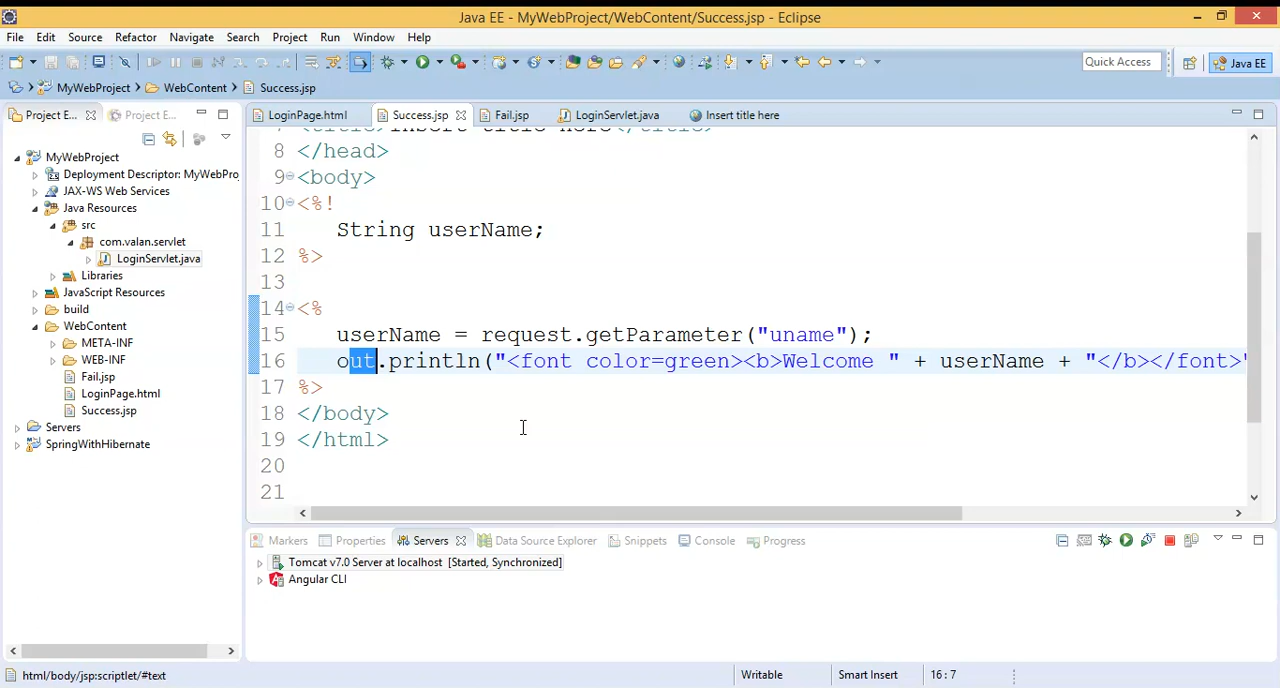 Java EE - MyWebProject/WebContent/Success.jsp - Eclipse
File Edit Source Refactor Navigate Search Project Run Window Help
Quick Access Java EE
MyWebProject WebContent Success.jsp
Project E... Project E...
LoginPage.html Success.jsp Fail.jsp LoginServlet.java Insert title here
MyWebProject
Deployment Descriptor: MyWebPro
JAX-WS Web Services
Java Resources
src
com.valan.servlet
LoginServlet.java
Libraries
JavaScript Resources
build
WebContent
META-INF
WEB-INF
Fail.jsp
LoginPage.html
Success.jsp
Servers
SpringWithHibernate
7 <title>Insert title here</title>
8 </head>
9 <body>
10 <%!
11 String userName;
12 %>
13
14 <%
15 userName = request.getParameter("uname");
16 out.println("<font color=green><b>Welcome " + userName + "</b></font>"
17 %>
18 </body>
19 </html>
20
21
Markers Properties Servers Data Source Explorer Snippets Console Progress
Tomcat v7.0 Server at localhost [Started, Synchronized]
Angular CLI
html/body/jsp:scriptlet/#text Writable Smart Insert 16 : 7